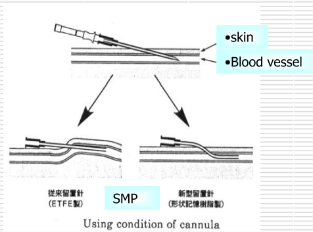 •skin
•Blood vessel
従来留置針
(ETFE製)
SMP
新型留置針
(形状記憶樹脂製)
Using condition of cannula